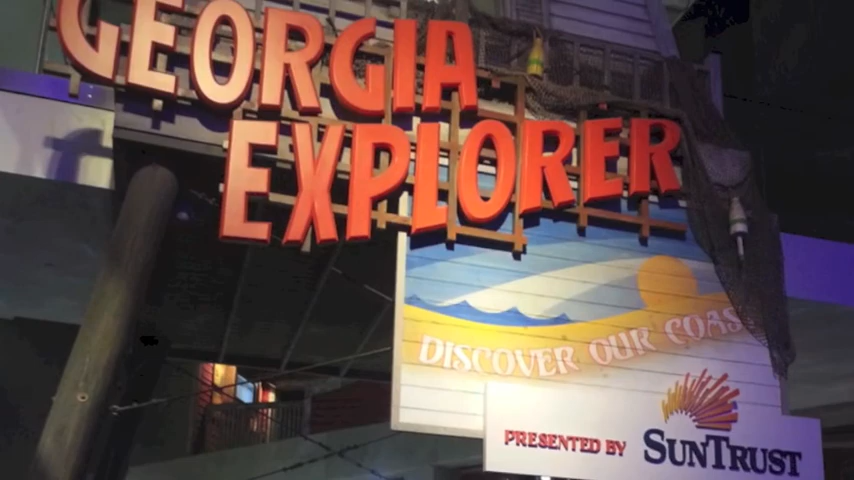 GEORGIA
EXPLORER
DISCOVER OUR COAS
PRESENTED BY SUNTRUST